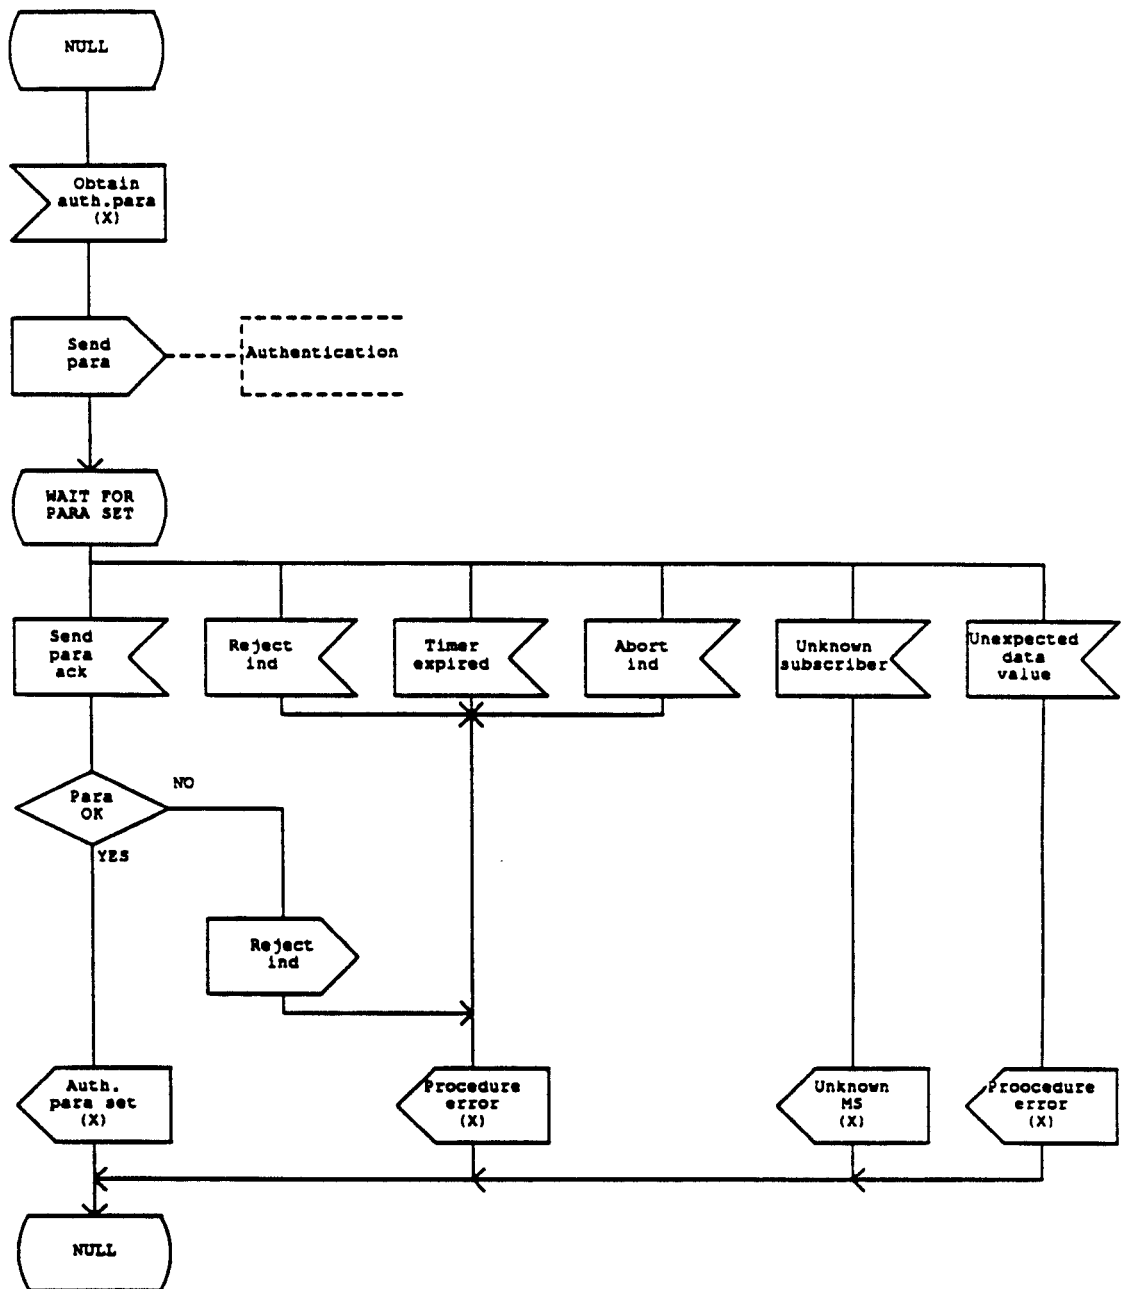 NULL
Obtain
auth.para
(X)
Send
para
Authentication
WAIT FOR
PARA SET
Send
para
ack
Reject
ind
Timer
expired
Abort
ind
Unknown
subscriber
Unexpected
data
value
Para
OK
NO
YES
Reject
ind
Auth.
para set
(X)
Procedure
error
(X)
Unknown
MS
(X)
Proocedure
error
(X)
NULL